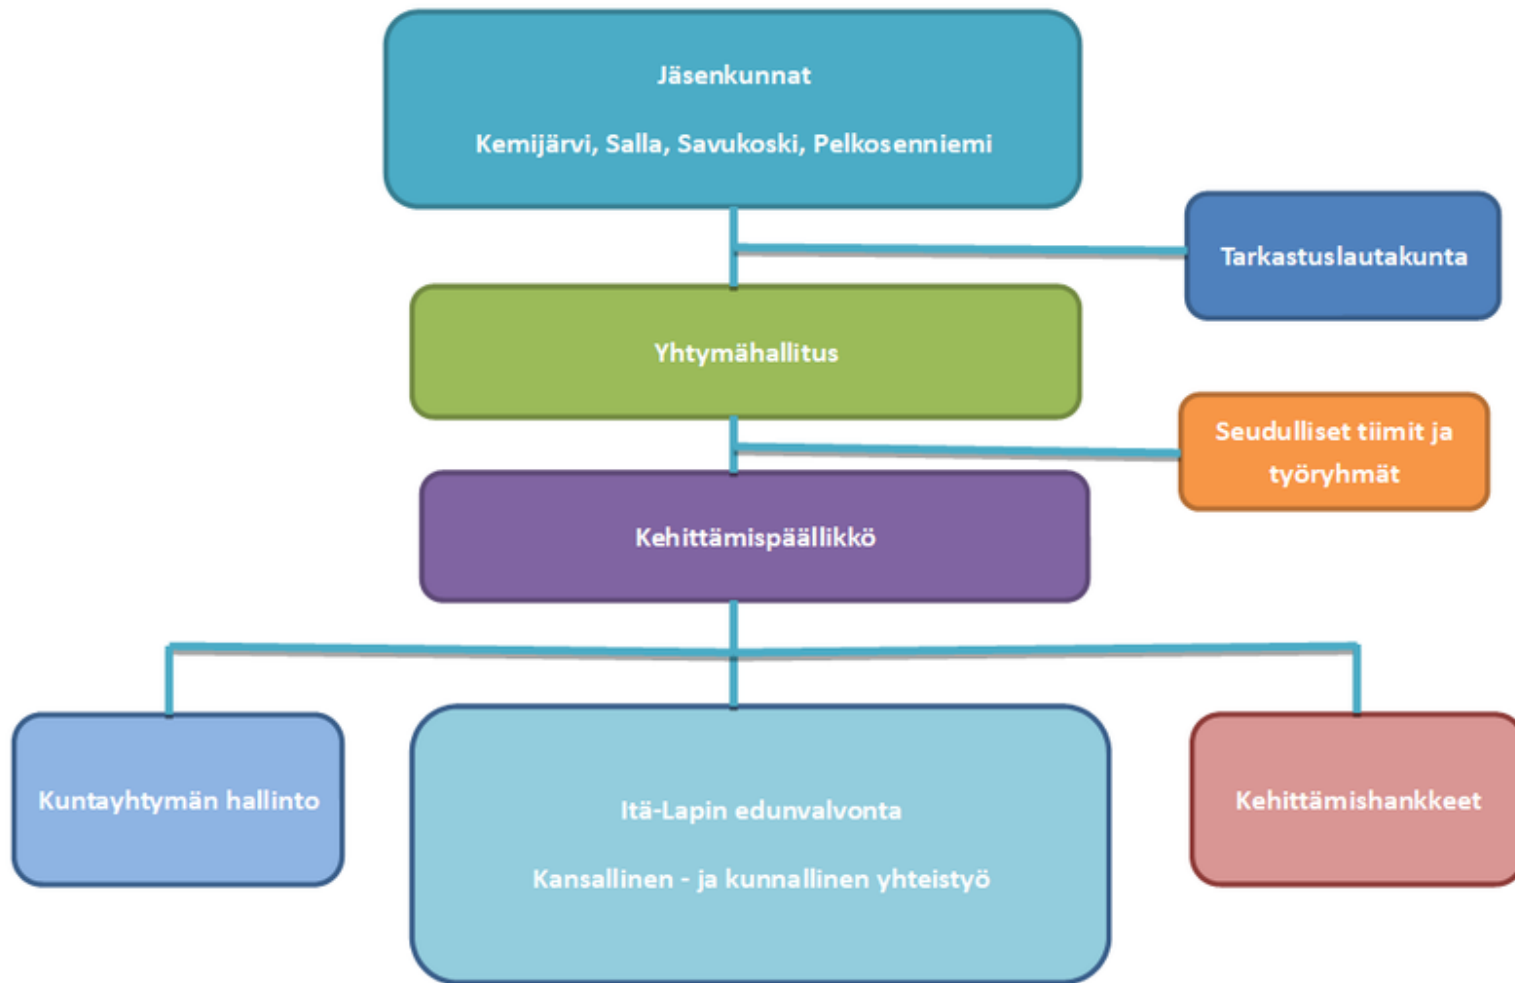 Jäsenkunnat
Kemijärvi, Salla, Savukoski, Pelkosenniemi
Tarkastuslautakunta
Yhtymähallitus
Seudulliset tiimit ja
työryhmät
Kehittämispäällikkö
Kuntayhtymän hallinto
Itä-Lapin edunvalvonta
Kansallinen - ja kunnallinen yhteistyö
Kehittämishankkeet